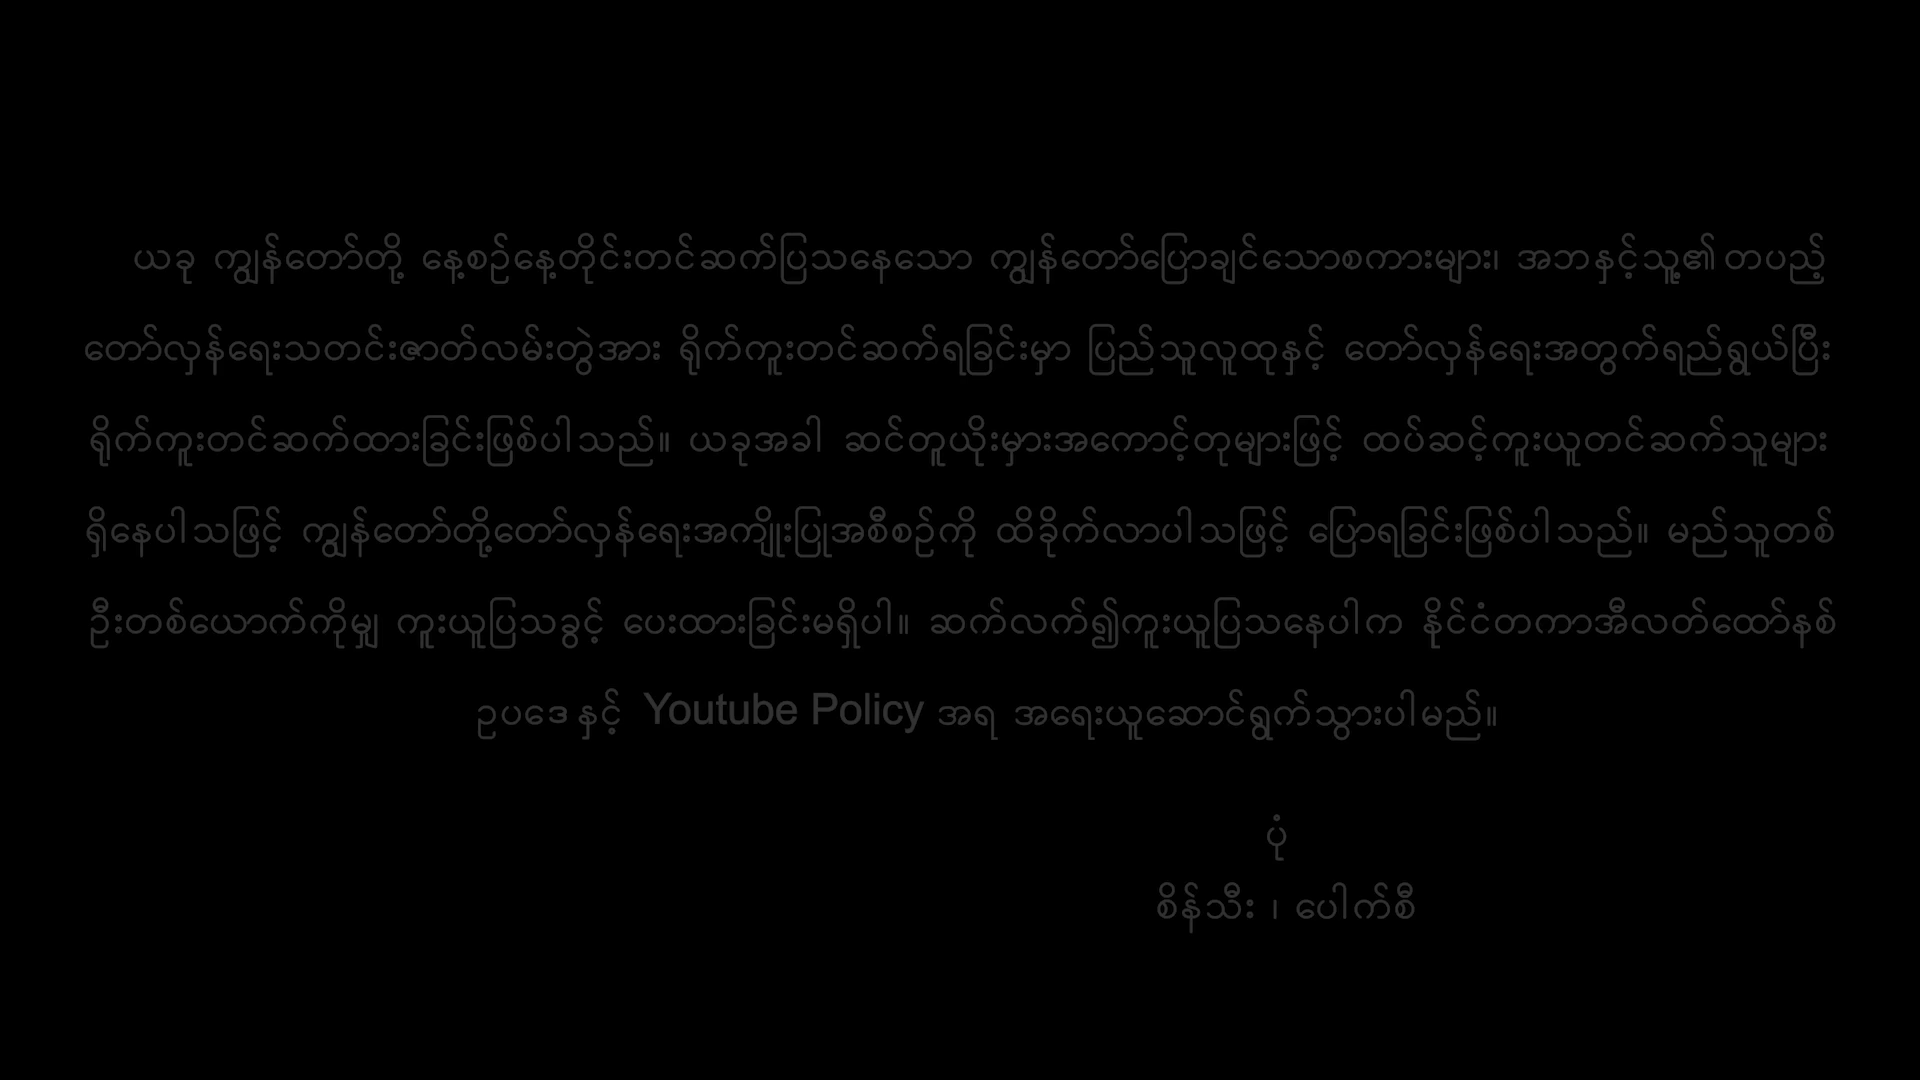 ယခု ကျွန်တော်တို့ နေ့စဉ်နေ့တိုင်းတင်ဆက်ပြသနေသော ကျွန်တော်ပြောချင်သောစကားများ၊ အဘနှင့်သူ့၏တပည့်
တော်လှန်ရေးသတင်းဇာတ်လမ်းတွဲအား ရိုက်ကူးတင်ဆက်ရခြင်းမှာ ပြည်သူလူထုနှင့် တော်လှန်ရေးအတွက်ရည်ရွယ်ပြီး
ရိုက်ကူးတင်ဆက်ထားခြင်းဖြစ်ပါသည်။ ယခုအခါ ဆင်တူယိုးမှားအကောင့်တုများဖြင့် ထပ်ဆင့်ကူးယူတင်ဆက်သူများ
ရှိနေပါသဖြင့် ကျွန်တော်တို့တော်လှန်ရေးအကျိုးပြုအစီစဉ်ကို ထိခိုက်လာပါသဖြင့် ပြောရခြင်းဖြစ်ပါသည်။ မည်သူတစ်
ဦးတစ်ယောက်ကိုမျှ ကူးယူပြသခွင့် ပေးထားခြင်းမရှိပါ။ ဆက်လက်၍ကူးယူပြသနေပါက နိုင်ငံတကာအီလတ်ထော်နစ်
ဥပဒေနှင့် Youtube Policy အရ အရေးယူဆောင်ရွက်သွားပါမည်။
ပုံ
စိန်သီး ၊ ပေါက်စီ